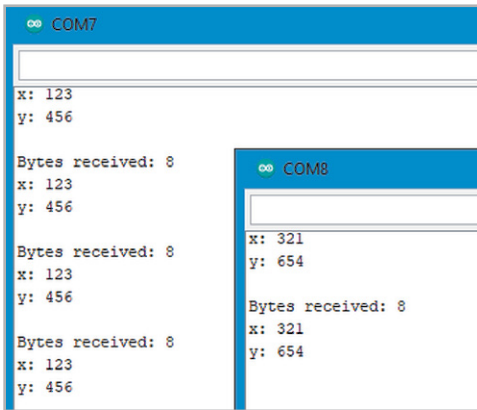 COM7
x: 123
y: 456
Bytes received: 8
x: 123
y: 456
Bytes received: 8
x: 123
y: 456
Bytes received: 8
x: 123
y: 456
COM8
x: 321
y: 654
Bytes received: 8
x: 321
y: 654